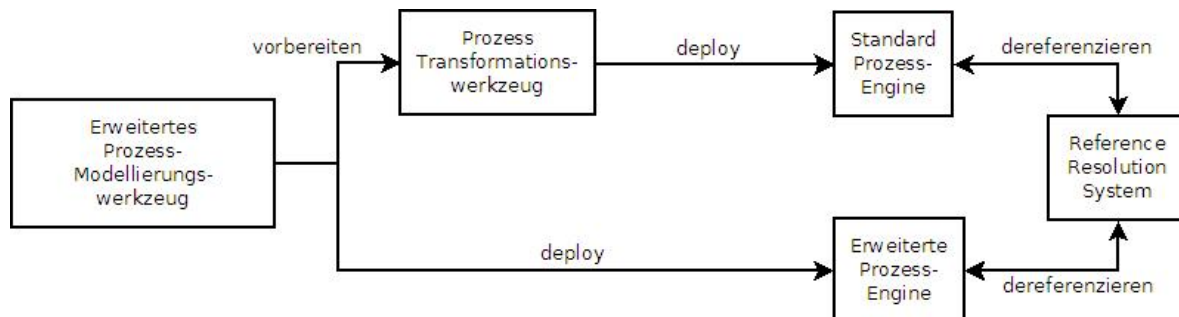 vorbereiten
Prozess
Transformations-
werkzeug
deploy
Standard
Prozess-
Engine
dereferenzieren
Erweitertes
Prozess-
Modellierungs-
werkzeug
Reference
Resolution
System
deploy
Erweiterte
Prozess-
Engine
dereferenzieren